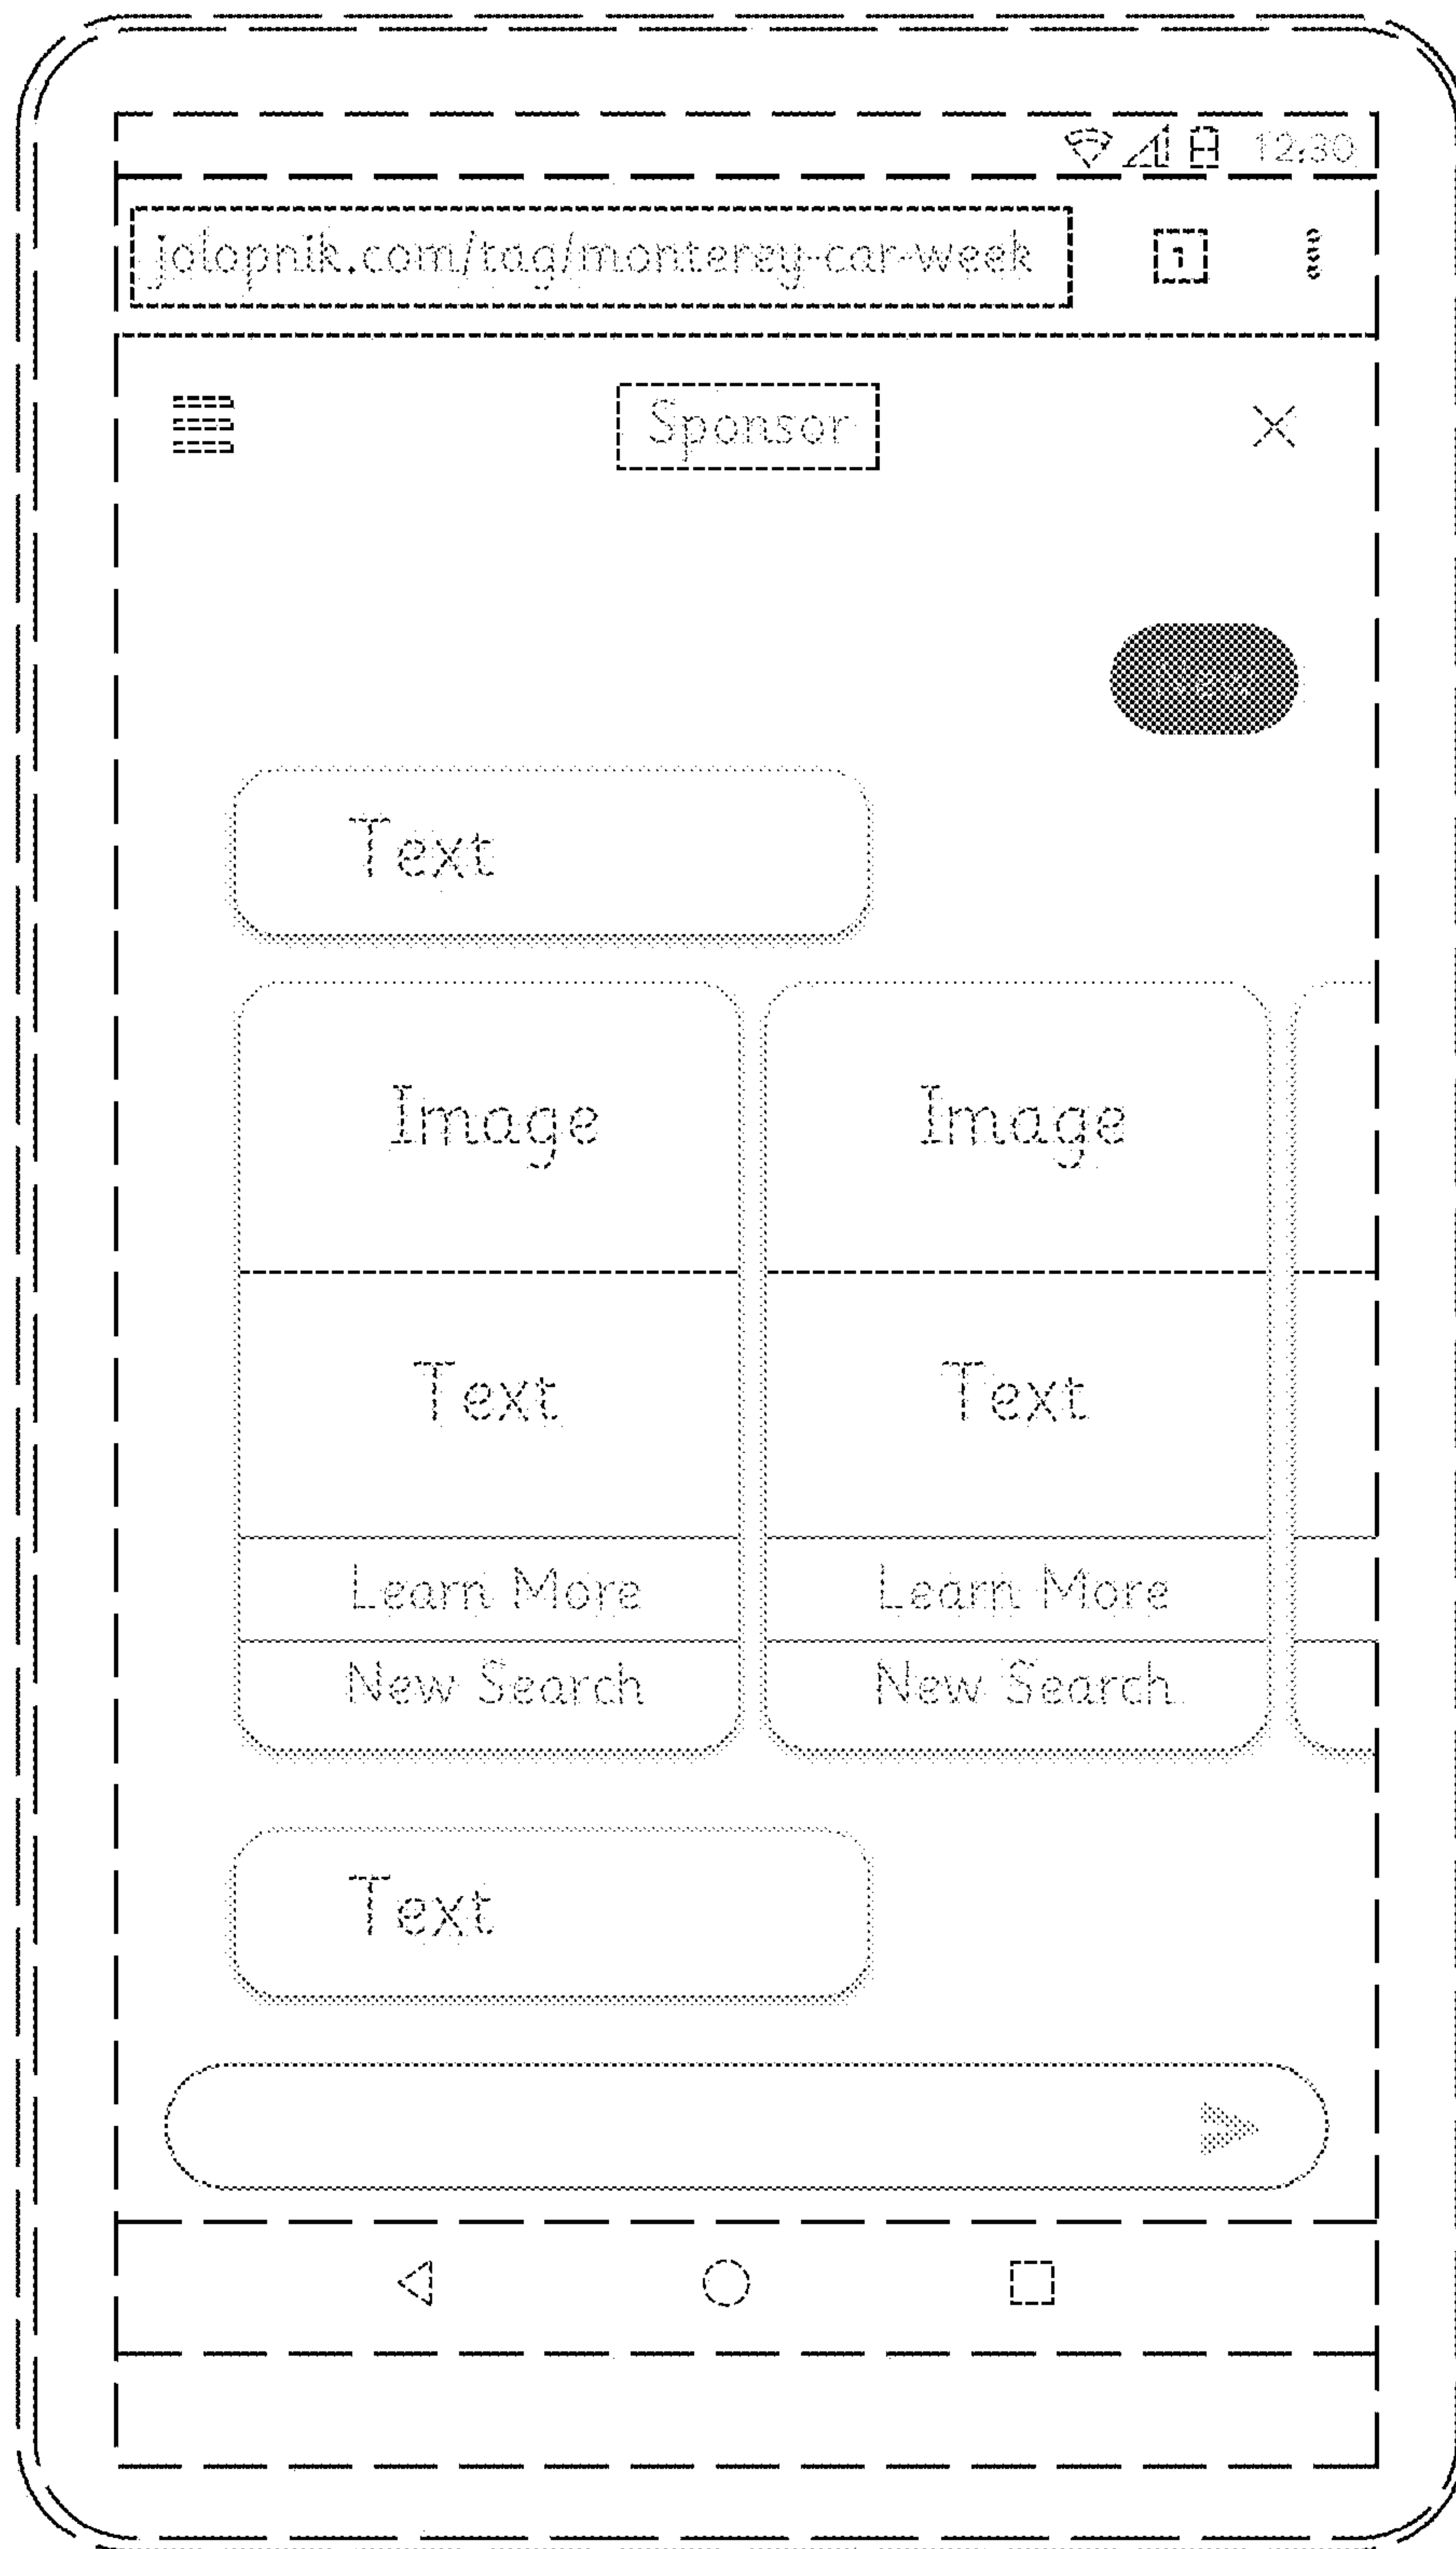 12:30
jolopnik.com/tag/monterey-car-week
1
Sponsor
Text
Image Image
Text Text
Learn More Learn More
New Search New Search
Text